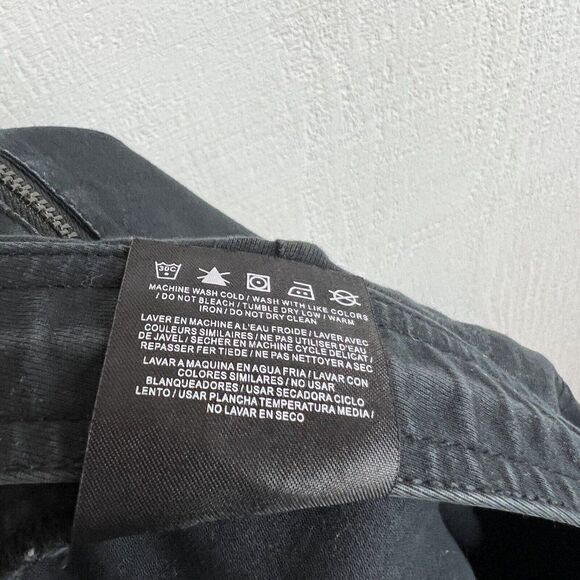 30C
MACHINE WASH COLD / WASH WITH LIKE COLORS
/ DO NOT BLEACH / TUMBLE DRY LOW / WARM
IRON / DO NOT DRY CLEAN
LAVER EN MACHINE A L'EAU FROIDE / LAVER AVEC
COULEURS SIMILAIRES / NE PAS UTILISER D'EAU
DE JAVEL / SECHER EN MACHINE CYCLE DELICAT /
REPASSER FER TIEDE / NE PAS NETTOYER A SEC
LAVAR A MAQUINA EN AGUA FRIA / LAVAR CON
COLORES SIMILARES / NO USAR
BLANQUEADORES / USAR SECADORA CICLO
LENTO / USAR PLANCHA TEMPERATURA MEDIA /
NO LAVAR EN SECO